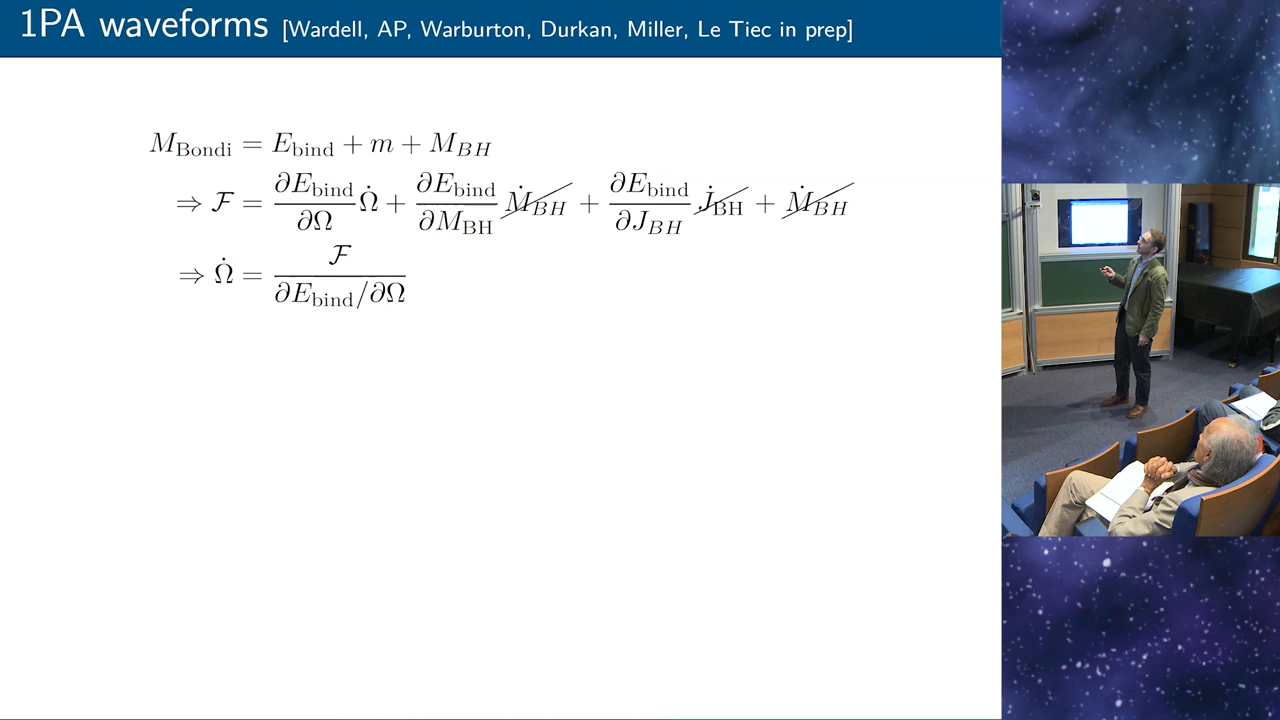 1PA waveforms [Wardell, AP, Warburton, Durkan, Miller, Le Tiec in prep]
M_Bondi = E_bind + m + M_BH
⇒ ℱ = ∂E_bind/∂Ω Ω̇ + ∂E_bind/∂M_BH Ṁ_BH + ∂E_bind/∂J_BH J̇_BH + Ṁ_BH
⇒ Ω̇ = ℱ / (∂E_bind/∂Ω)